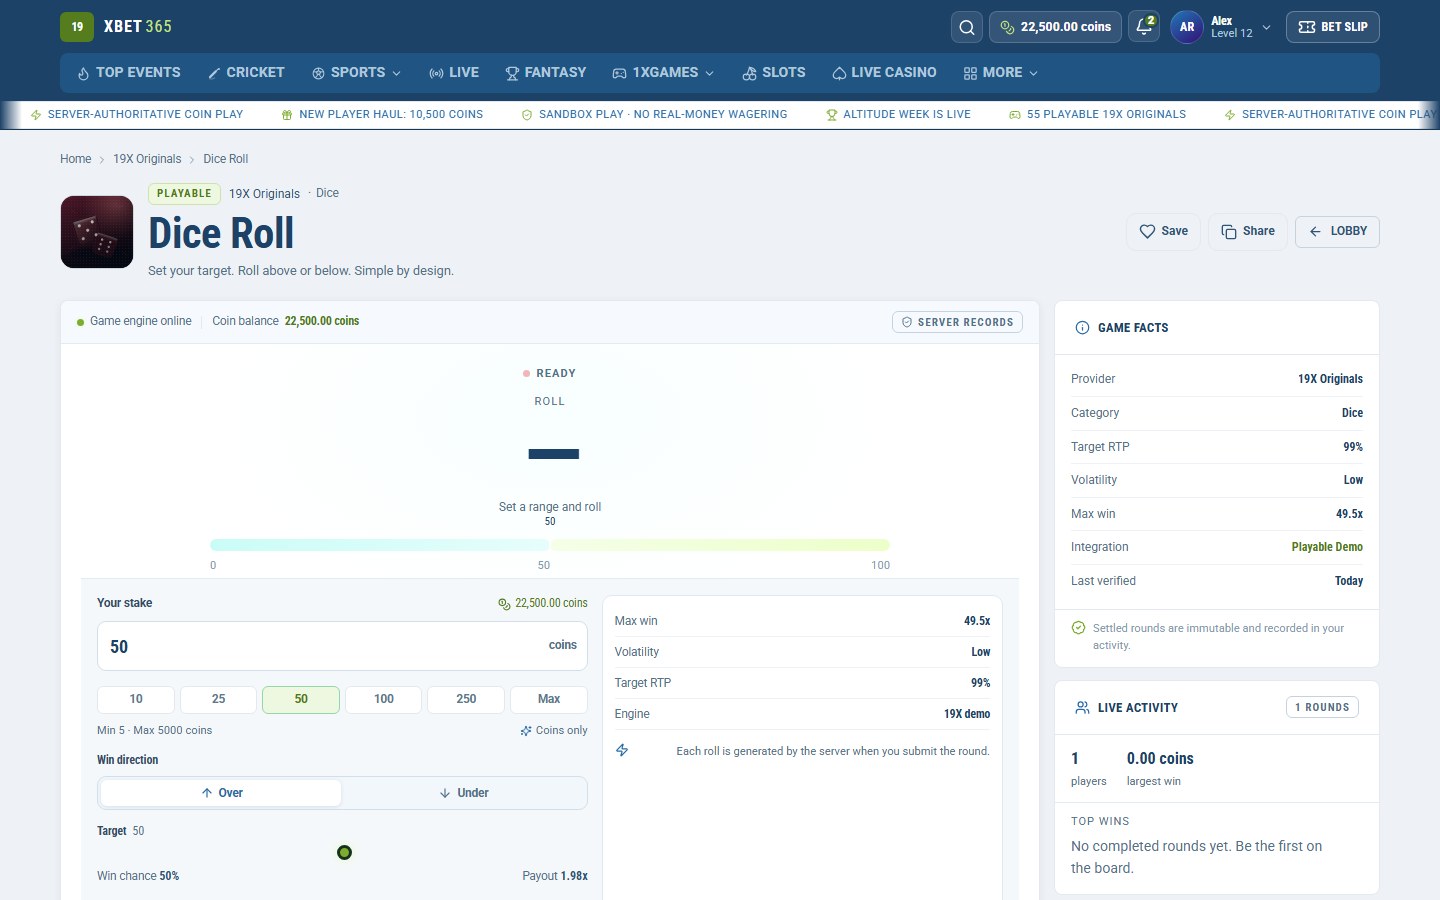 19 XBET 365
22,500.00 coins
2
AR
Alex
Level 12
BET SLIP
TOP EVENTS CRICKET SPORTS LIVE FANTASY 1XGAMES SLOTS LIVE CASINO MORE
SERVER-AUTHORITATIVE COIN PLAY NEW PLAYER HAUL: 10,500 COINS SANDBOX PLAY · NO REAL-MONEY WAGERING ALTITUDE WEEK IS LIVE 55 PLAYABLE 19X ORIGINALS SERVER-AUTHORITATIVE COIN PLAY
Home 19X Originals Dice Roll
PLAYABLE 19X Originals · Dice
Dice Roll
Set your target. Roll above or below. Simple by design.
Save Share LOBBY
Game engine online Coin balance 22,500.00 coins SERVER RECORDS
READY
ROLL
Set a range and roll
50
0 50 100
Your stake 22,500.00 coins
50 coins
10 25 50 100 250 Max
Min 5 · Max 5000 coins Coins only
Win direction
Over Under
Target 50
Win chance 50% Payout 1.98x
Max win 49.5x
Volatility Low
Target RTP 99%
Engine 19X demo
Each roll is generated by the server when you submit the round.
GAME FACTS
Provider 19X Originals
Category Dice
Target RTP 99%
Volatility Low
Max win 49.5x
Integration Playable Demo
Last verified Today
Settled rounds are immutable and recorded in your
activity.
LIVE ACTIVITY 1 ROUNDS
1 0.00 coins
players largest win
TOP WINS
No completed rounds yet. Be the first on
the board.